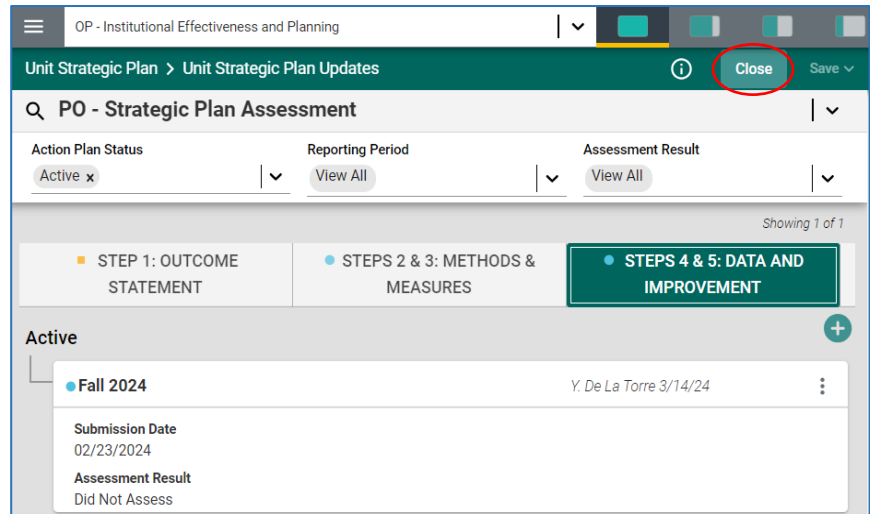 OP - Institutional Effectiveness and Planning
Unit Strategic Plan > Unit Strategic Plan Updates
Close
Save
PO - Strategic Plan Assessment
Action Plan Status
Reporting Period
Assessment Result
Active x
View All
View All
Showing 1 of 1
STEP 1: OUTCOME
STATEMENT
STEPS 2 & 3: METHODS &
MEASURES
STEPS 4 & 5: DATA AND
IMPROVEMENT
Active
Fall 2024
Y. De La Torre 3/14/24
Submission Date
02/23/2024
Assessment Result
Did Not Assess